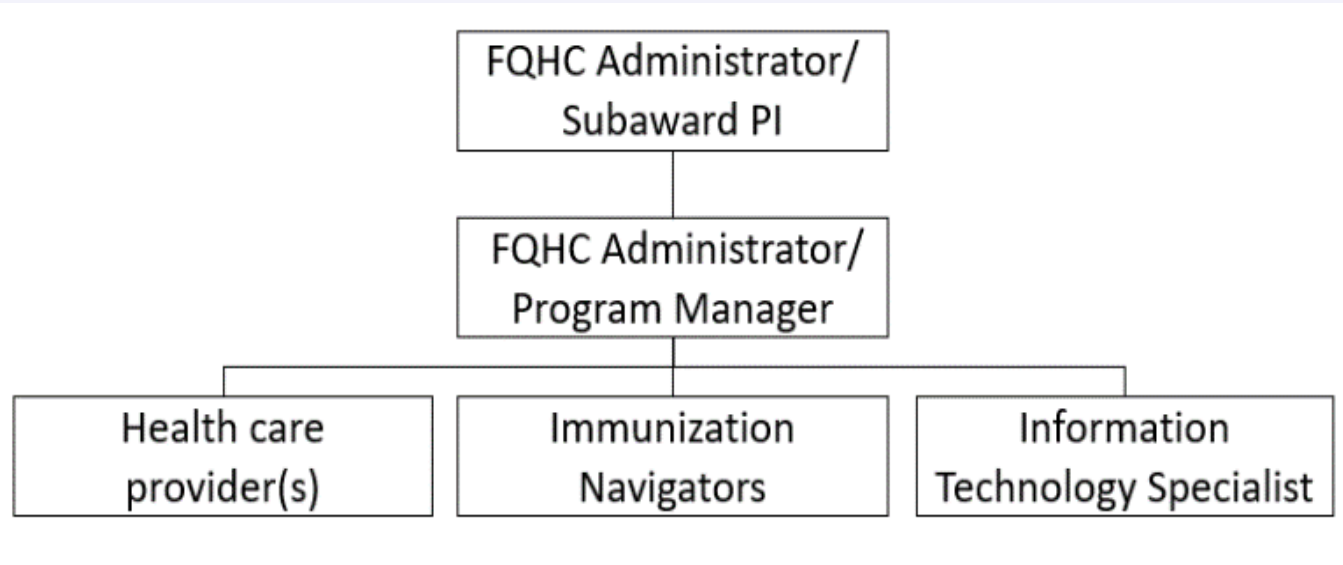 FQHC Administrator/
Subaward PI
FQHC Administrator/
Program Manager
Health care
provider(s)
Immunization
Navigators
Information
Technology Specialist